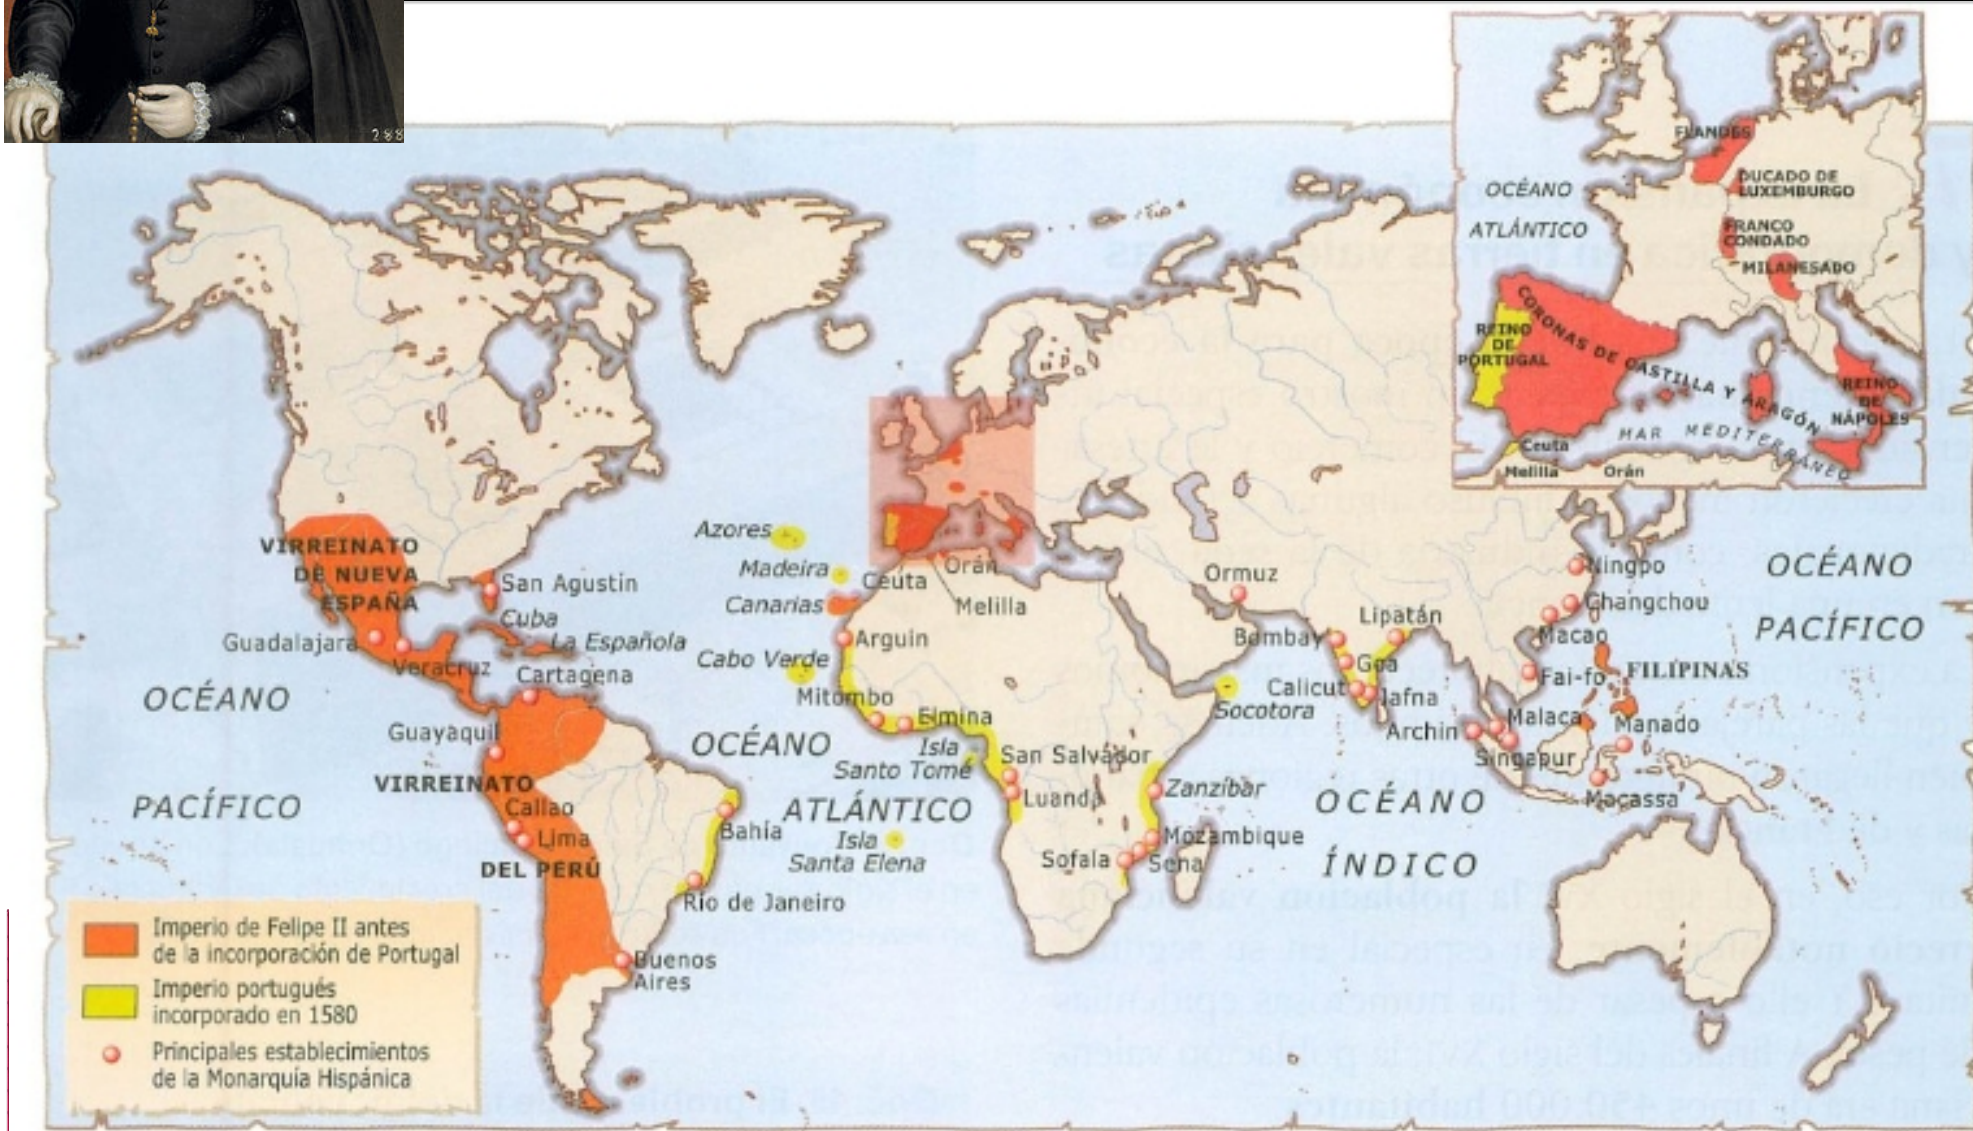 288
FLANDES
DUCADO DE
LUXEMBURGO
OCÉANO
ATLÁNTICO
FRANCO
CONDADO
MILANESADO
CORONAS DE CASTILLA Y ARAGÓN
REINO
DE
PORTUGAL
REINO
DE
NÁPOLES
MAR MEDITERRÁNEO
Ceuta
Melilla
Orán
VIRREINATO
DE NUEVA
ESPAÑA
San Agustín
Cuba
La Española
Guadalajara
Veracruz
Cartagena
OCÉANO
PACÍFICO
Guayaquil
VIRREINATO
Callao
Lima
DEL PERÚ
Bahía
Río de Janeiro
Buenos
Aires
Azores
Madeira
Canarias
Ceuta
Orán
Melilla
Arguin
Cabo Verde
Mitombo
Elmina
OCÉANO
ATLÁNTICO
Isla
Santo Tomé
San Salvador
Luanda
Isla
Santa Elena
Zanzíbar
Mozambique
Sofala
Sena
Ormuz
Socotora
Bombay
Lipatán
Goa
Calicut
Jafna
OCÉANO
ÍNDICO
Ningpo
Changchou
Macao
Fai-fo
FILIPINAS
Archin
Malaca
Singapur
Manado
Macassa
OCÉANO
PACÍFICO
Imperio de Felipe II antes
de la incorporación de Portugal
Imperio portugués
incorporado en 1580
Principales establecimientos
de la Monarquía Hispánica